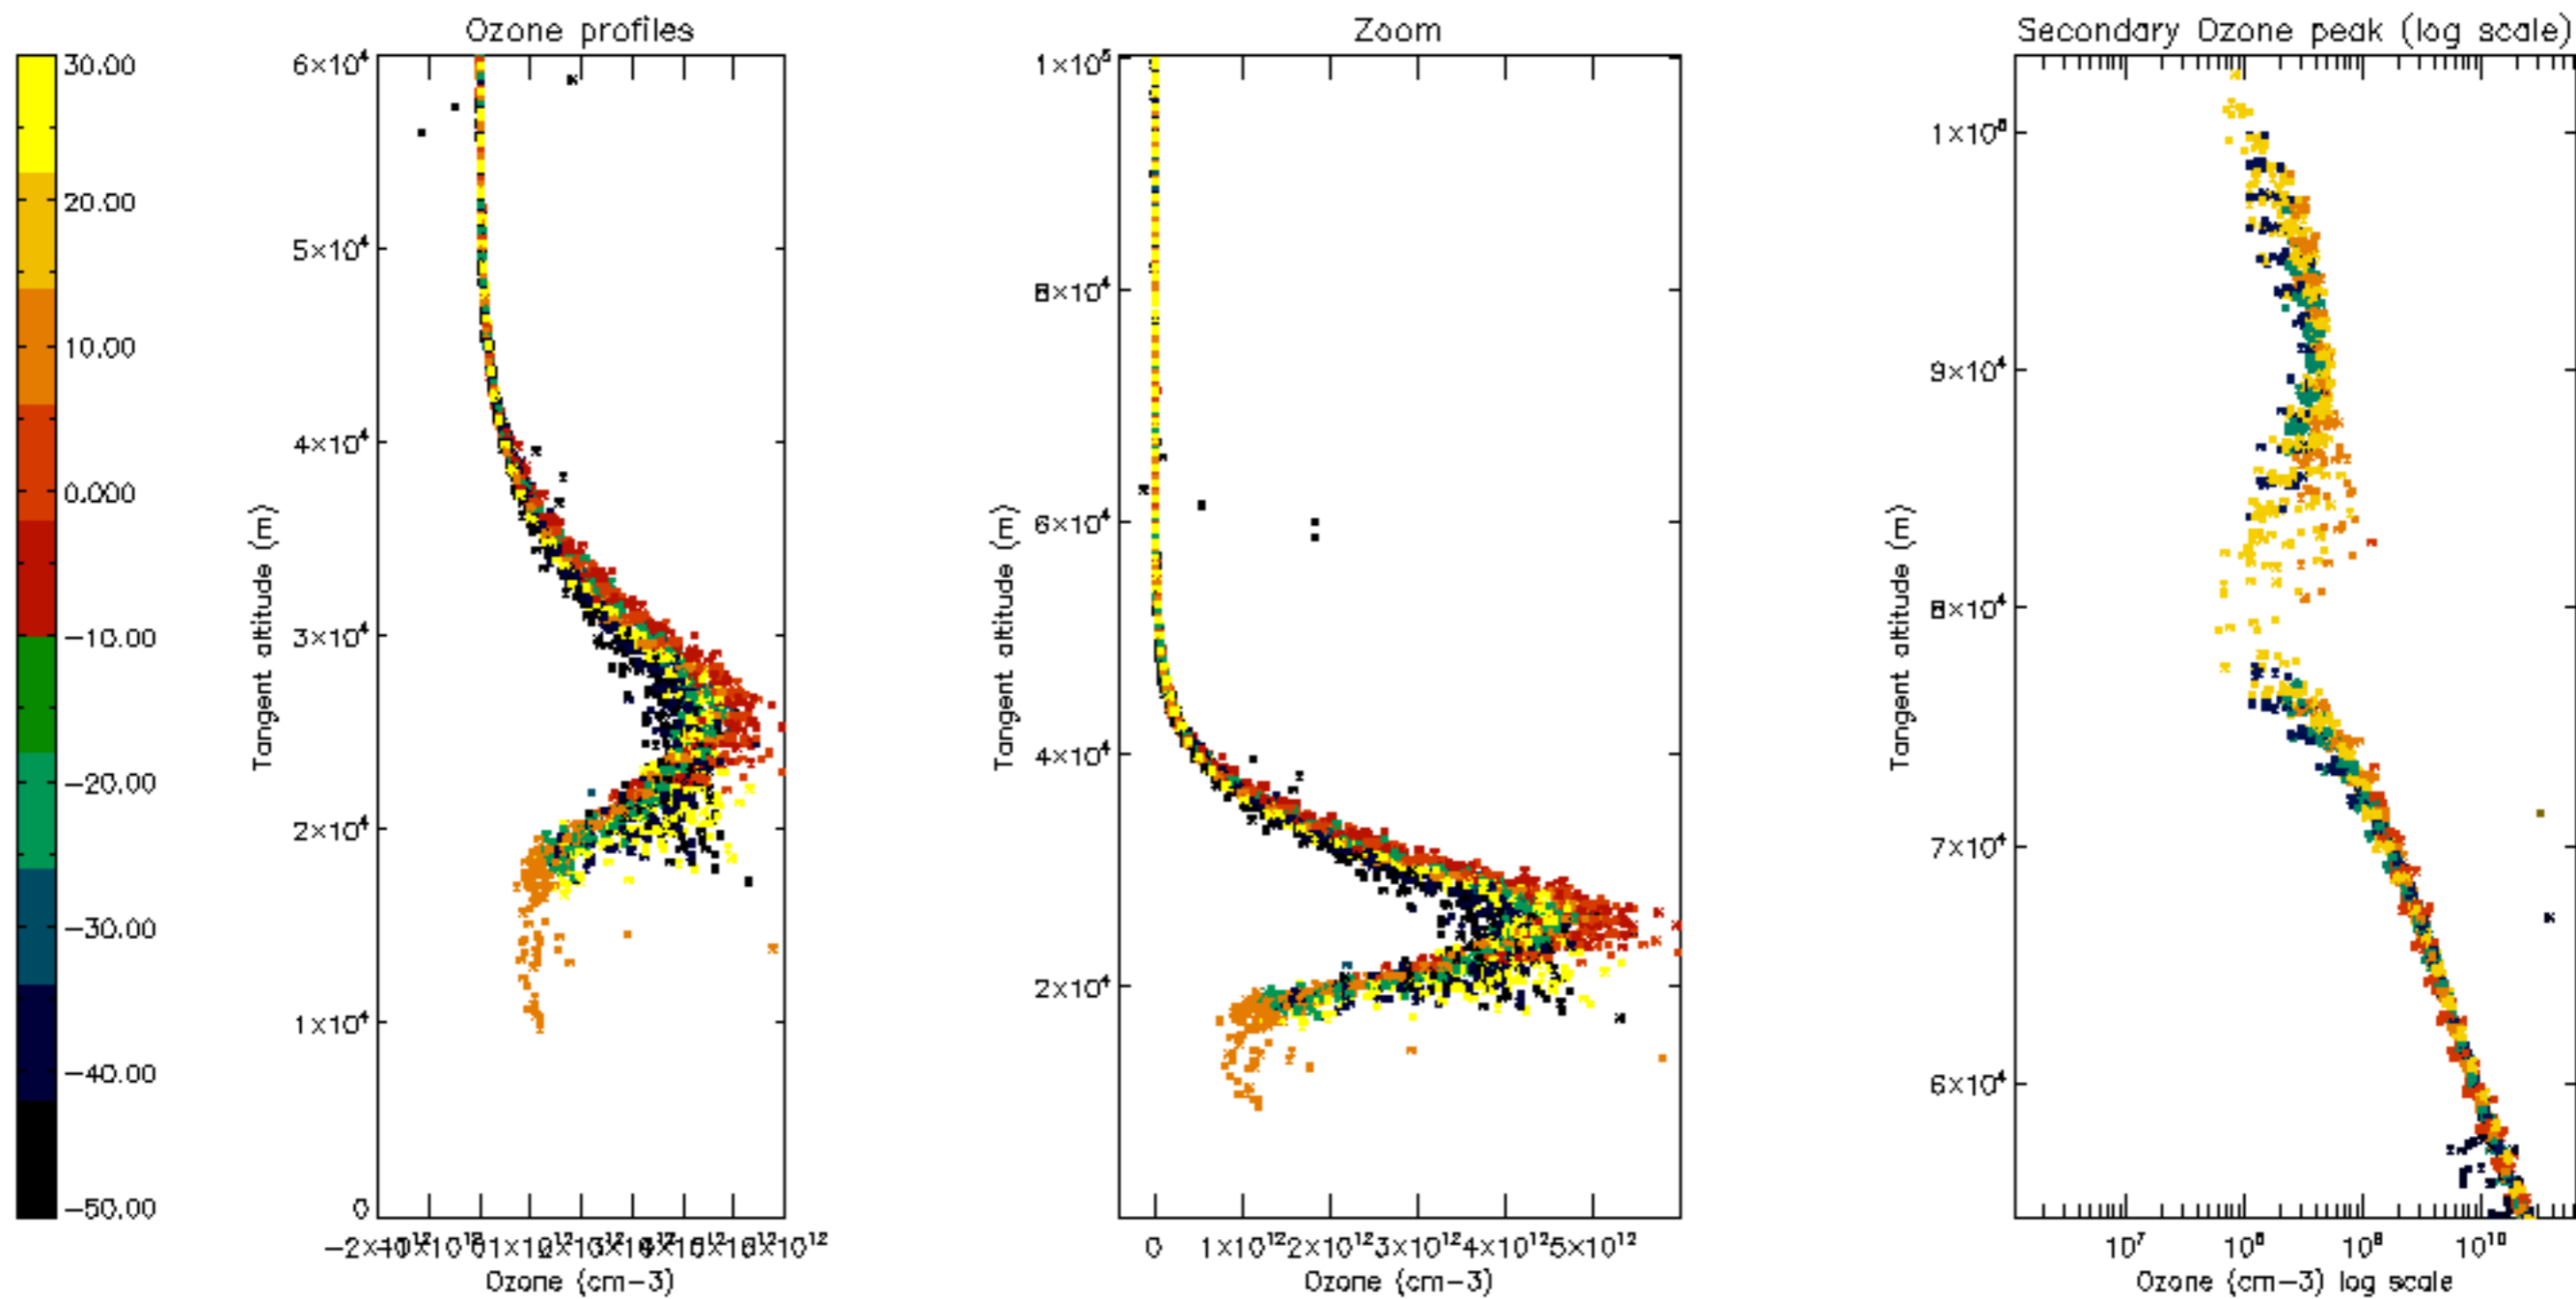 Ozone profiles
Zoom
Secondary Ozone peak (log scale)
30.00
20.00
10.00
0.000
-10.00
-20.00
-30.00
-40.00
-50.00
6×10⁴
5×10⁴
4×10⁴
3×10⁴
2×10⁴
1×10⁴
0
Tangent altitude (m)
Ozone (cm-3)
1×10⁵
8×10⁴
6×10⁴
4×10⁴
2×10⁴
Tangent altitude (m)
0 1×10¹² 2×10¹² 3×10¹² 4×10¹² 5×10¹²
Ozone (cm-3)
9×10⁴
8×10⁴
7×10⁴
6×10⁴
Tangent altitude (m)
10⁷ 10⁸ 10⁹ 10¹⁰
Ozone (cm-3) log scale